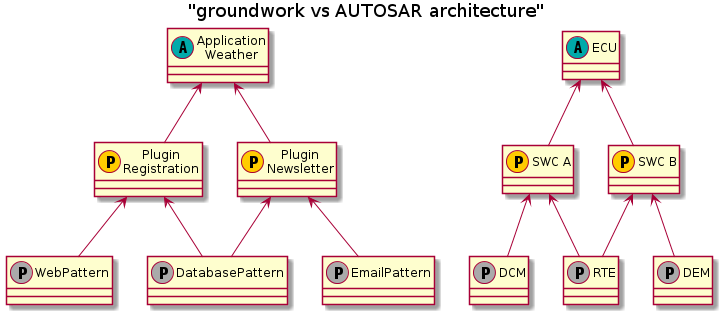 "groundwork vs AUTOSAR architecture"
A Application
Weather
A ECU
P Plugin
Registration
P Plugin
Newsletter
P SWC A
P SWC B
P WebPattern
P DatabasePattern
P EmailPattern
P DCM
P RTE
P DEM